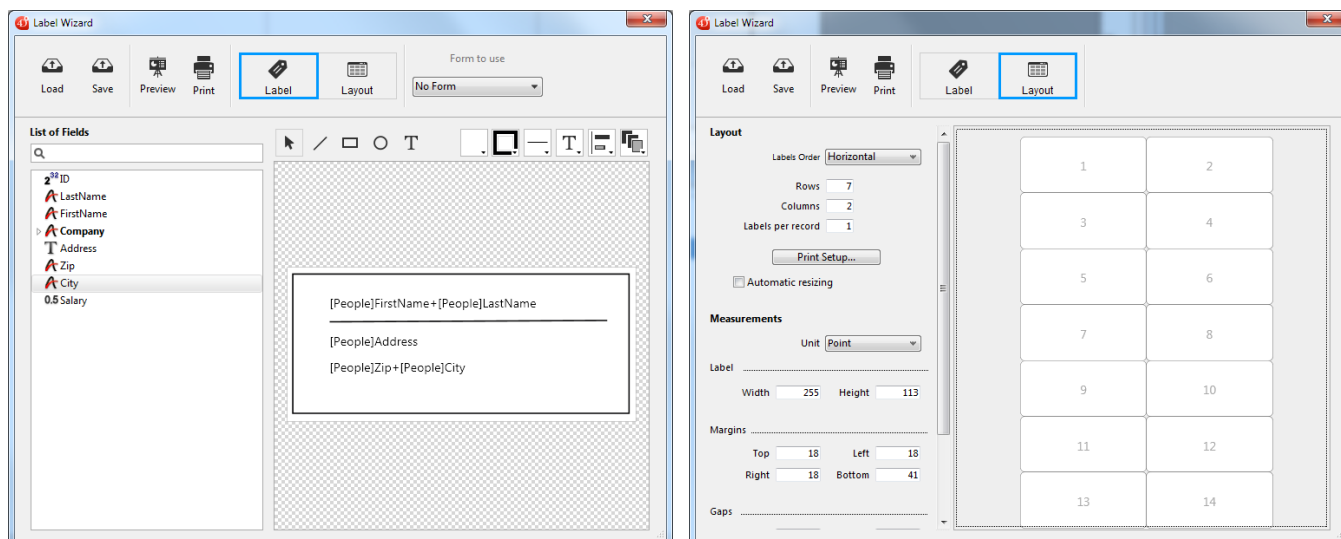 Label Wizard
Load Save Preview Print Label Layout
Form to use
No Form
List of Fields
2³² ID
LastName
FirstName
Company
T Address
Zip
City
0.5 Salary
T T
[People]FirstName+[People]LastName
[People]Address
[People]Zip+[People]City
Label Wizard
Load Save Preview Print Label Layout
Layout
Labels Order Horizontal
Rows 7
Columns 2
Labels per record 1
Print Setup...
Automatic resizing
Measurements
Unit Point
Label
Width 255 Height 113
Margins
Top 18 Left 18
Right 18 Bottom 41
Gaps
1 2
3 4
5 6
7 8
9 10
11 12
13 14